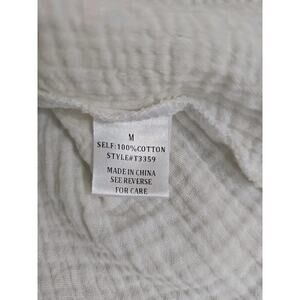 M
SELF:100%COTTON
STYLE#T3359
MADE IN CHINA
SEE REVERSE
FOR CARE